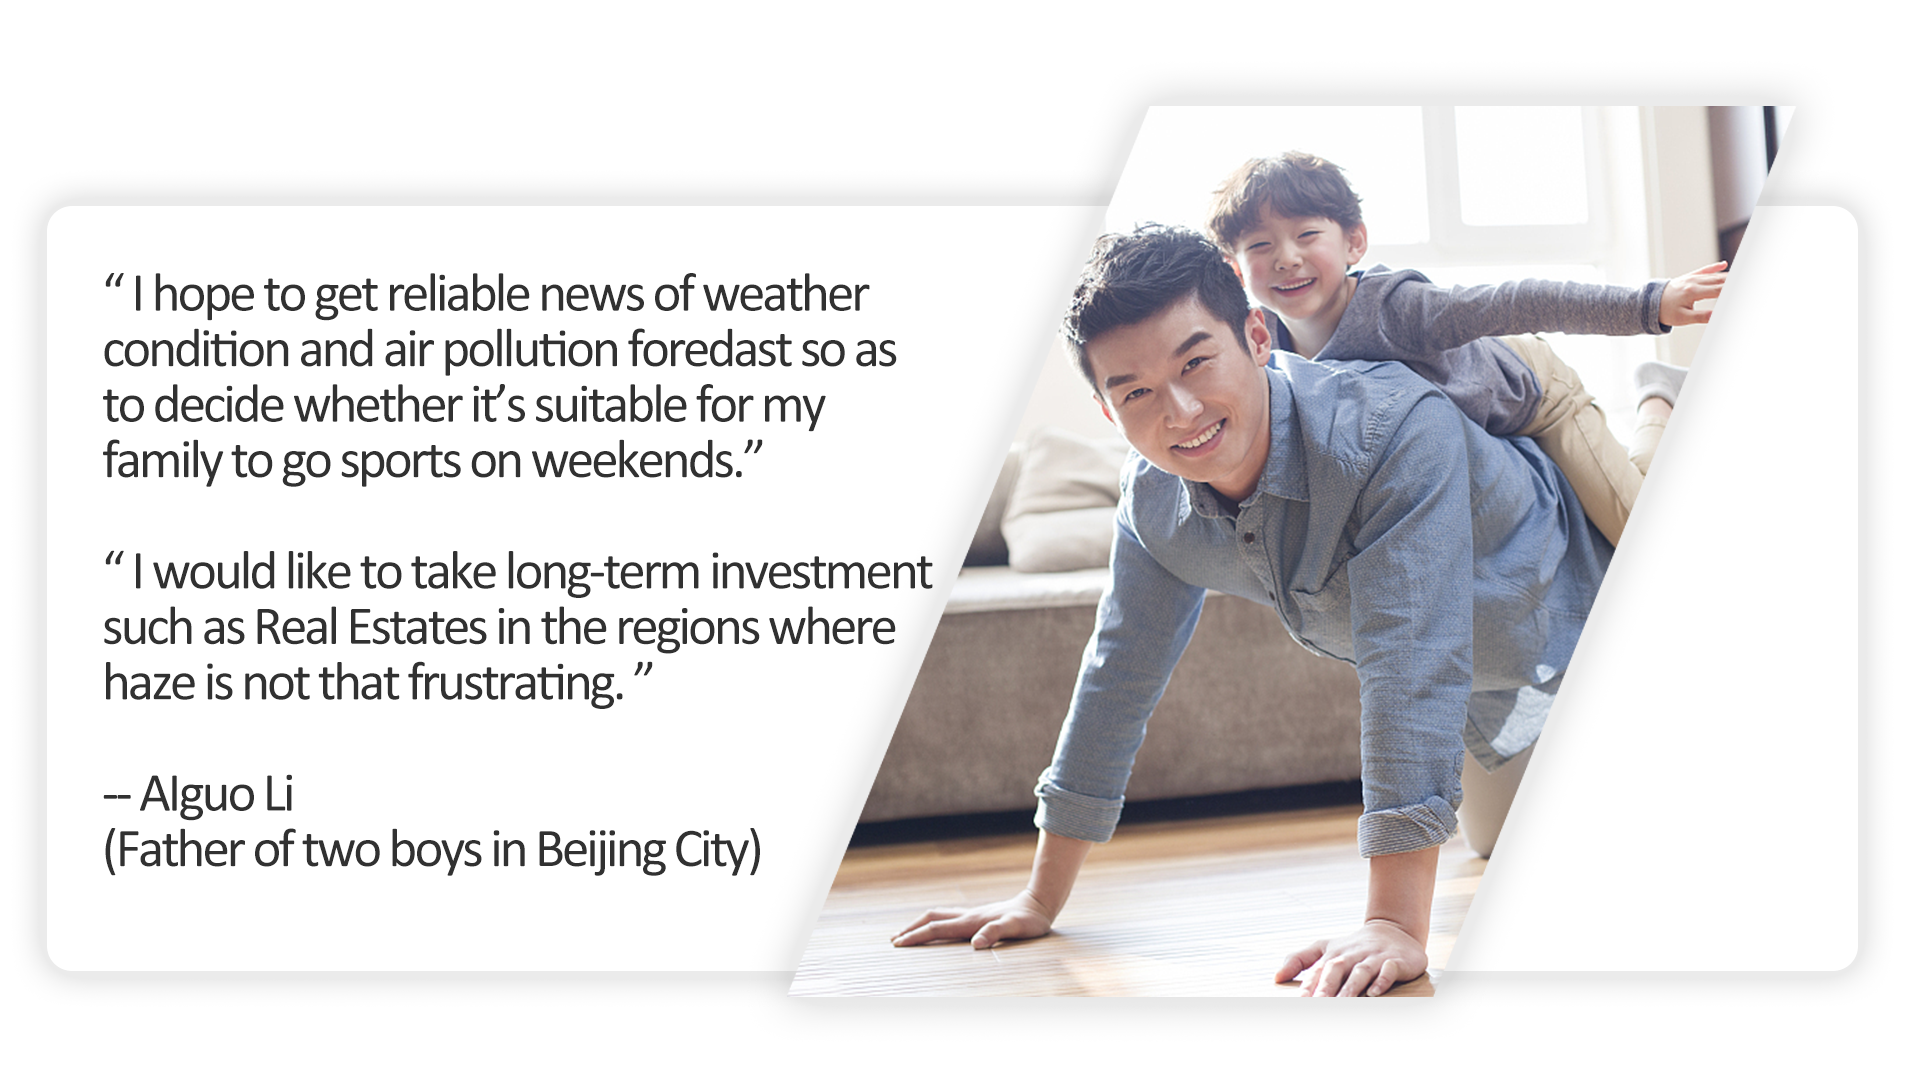 “ I hope to get reliable news of weather
condition and air pollution foredast so as
to decide whether it’s suitable for my
family to go sports on weekends.”
“ I would like to take long-term investment
such as Real Estates in the regions where
haze is not that frustrating. ”
-- AIguo Li
(Father of two boys in Beijing City)